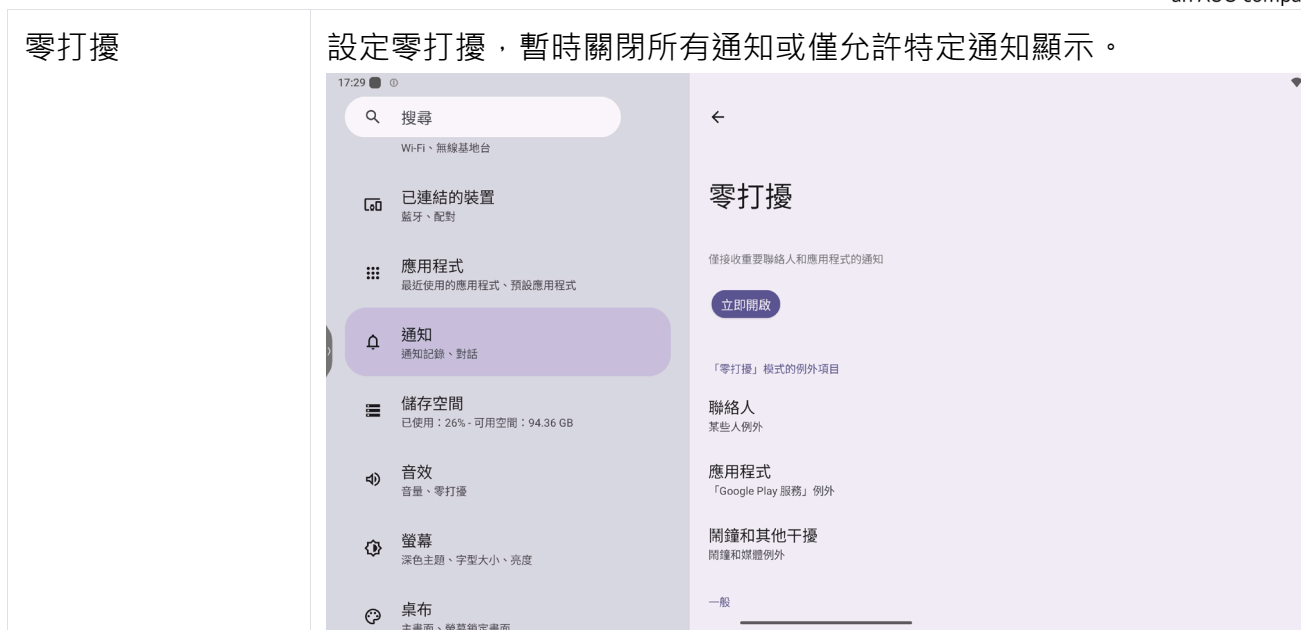 零打擾
設定零打擾，暫時關閉所有通知或僅允許特定通知顯示。
17:29
搜尋
Wi-Fi、無線基地台
已連結的裝置
藍牙、配對
應用程式
最近使用的應用程式、預設應用程式
通知
通知記錄、對話
儲存空間
已使用：26% - 可用空間：94.36 GB
音效
音量、零打擾
螢幕
深色主題、字型大小、亮度
桌布
主畫面、螢幕鎖定畫面
零打擾
僅接收重要聯絡人和應用程式的通知
立即開啟
「零打擾」模式的例外項目
聯絡人
某些人例外
應用程式
「Google Play 服務」例外
鬧鐘和其他干擾
鬧鐘和媒體例外
一般